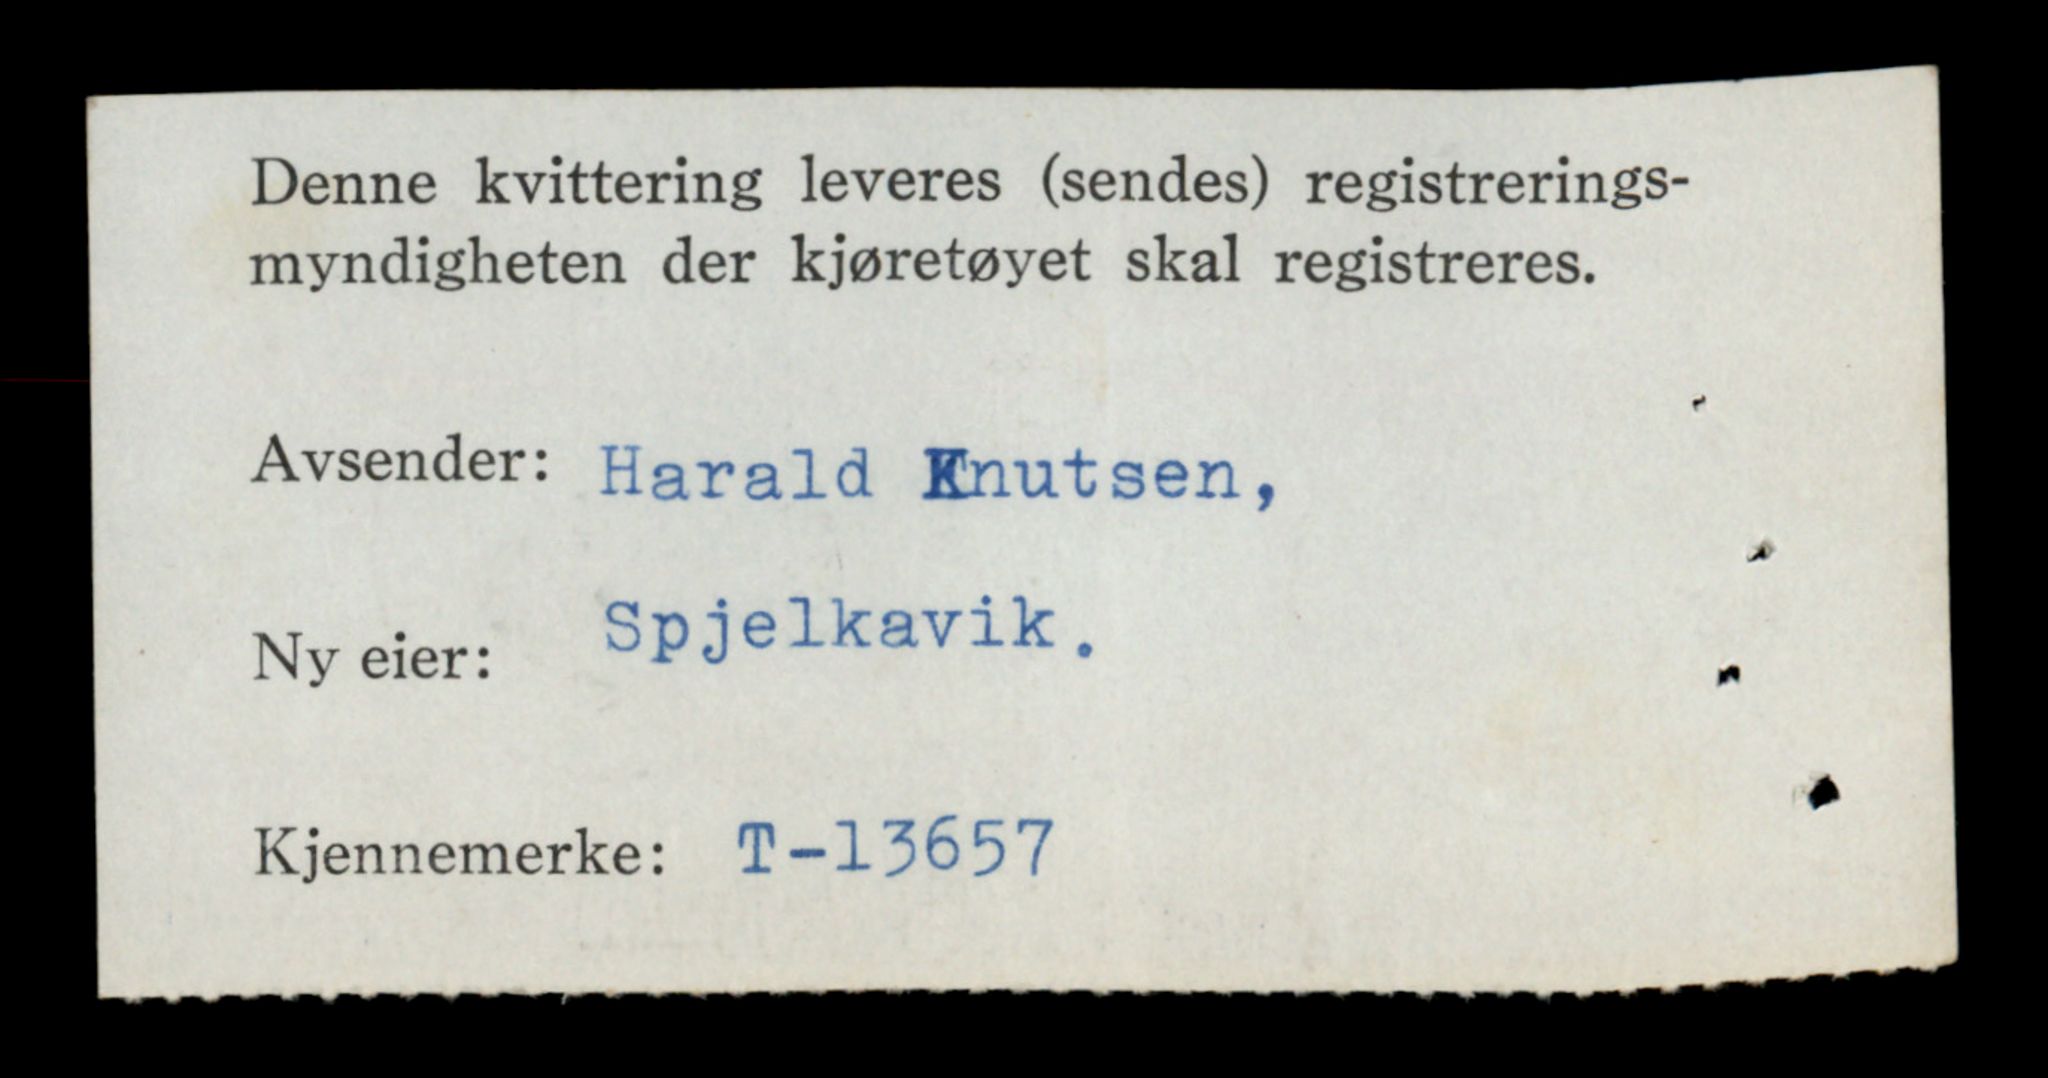 Denne kvittering leveres (sendes) registrerings-
myndigheten der kjøretøyet skal registreres.
Avsender: Harald Knutsen,
Spjelkavik.
Ny eier:
Kjennemerke: T-13657